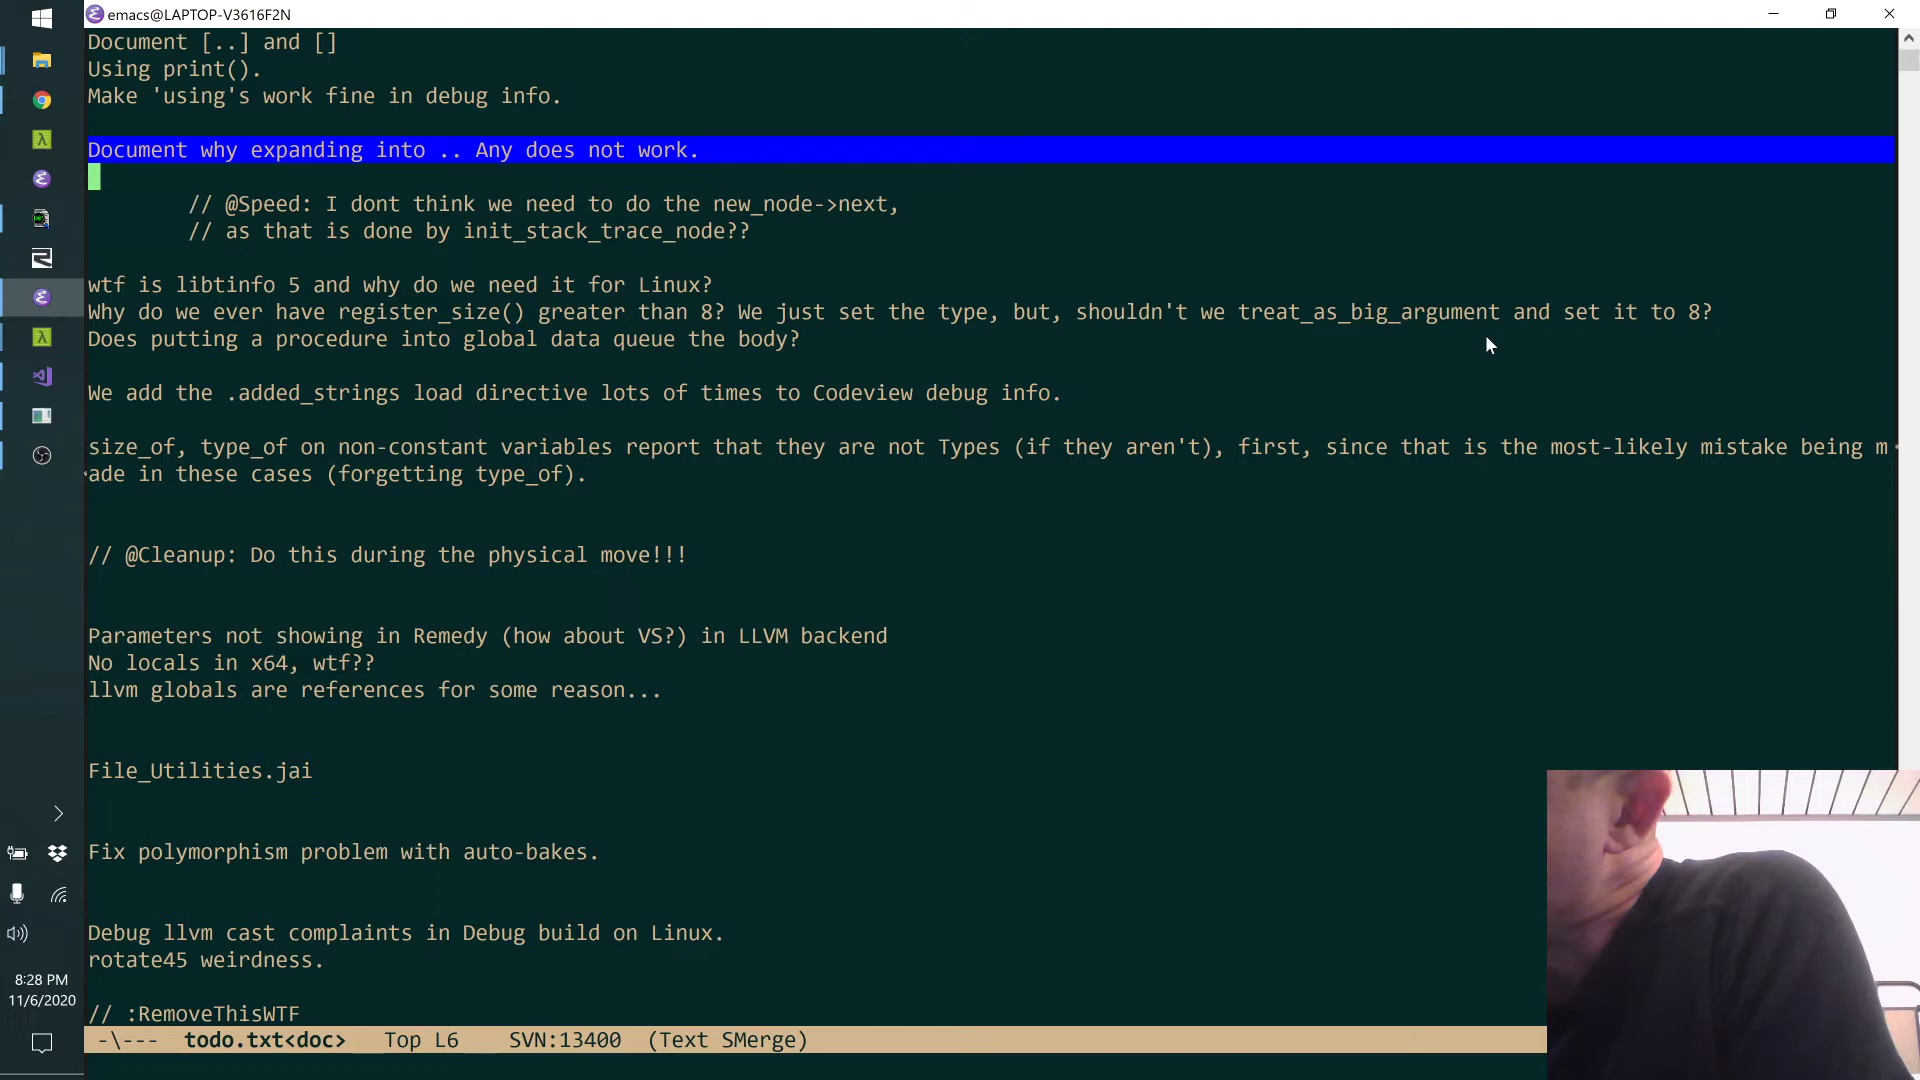 emacs@LAPTOP-V3616F2N
Document [..] and []
Using print().
Make 'using's work fine in debug info.
Document why expanding into .. Any does not work.
// @Speed: I dont think we need to do the new_node->next,
// as that is done by init_stack_trace_node??
wtf is libtinfo 5 and why do we need it for Linux?
Why do we ever have register_size() greater than 8? We just set the type, but, shouldn't we treat_as_big_argument and set it to 8?
Does putting a procedure into global data queue the body?
We add the .added_strings load directive lots of times to Codeview debug info.
size_of, type_of on non-constant variables report that they are not Types (if they aren't), first, since that is the most-likely mistake being m
ade in these cases (forgetting type_of).
// @Cleanup: Do this during the physical move!!!
Parameters not showing in Remedy (how about VS?) in LLVM backend
No locals in x64, wtf??
llvm globals are references for some reason...
File_Utilities.jai
Fix polymorphism problem with auto-bakes.
Debug llvm cast complaints in Debug build on Linux.
rotate45 weirdness.
// :RemoveThisWTF
-\--- todo.txt<doc> Top L6 SVN:13400 (Text SMerge)
8:28 PM
11/6/2020